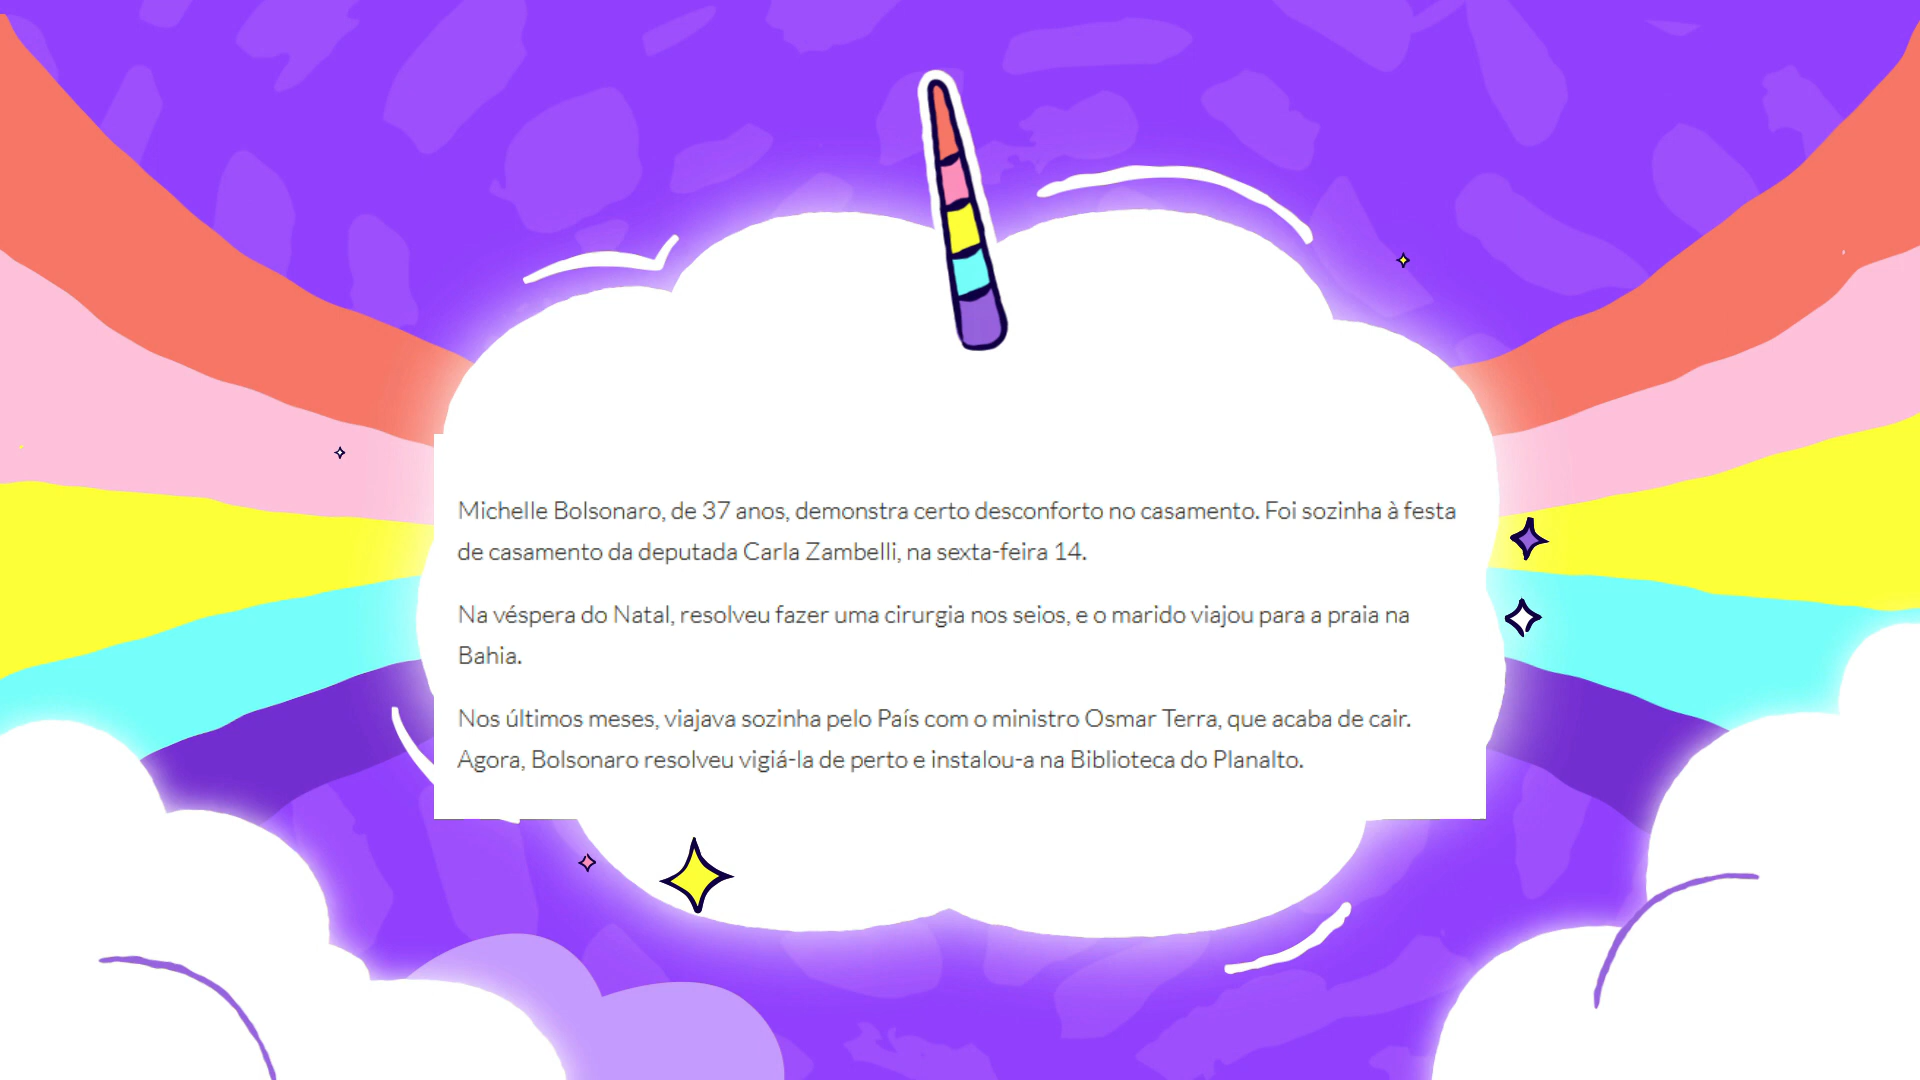 Michelle Bolsonaro, de 37 anos, demonstra certo desconforto no casamento. Foi sozinha à festa
de casamento da deputada Carla Zambelli, na sexta-feira 14.
Na véspera do Natal, resolveu fazer uma cirurgia nos seios, e o marido viajou para a praia na
Bahia.
Nos últimos meses, viajava sozinha pelo País com o ministro Osmar Terra, que acaba de cair.
Agora, Bolsonaro resolveu vigiá-la de perto e instalou-a na Biblioteca do Planalto.